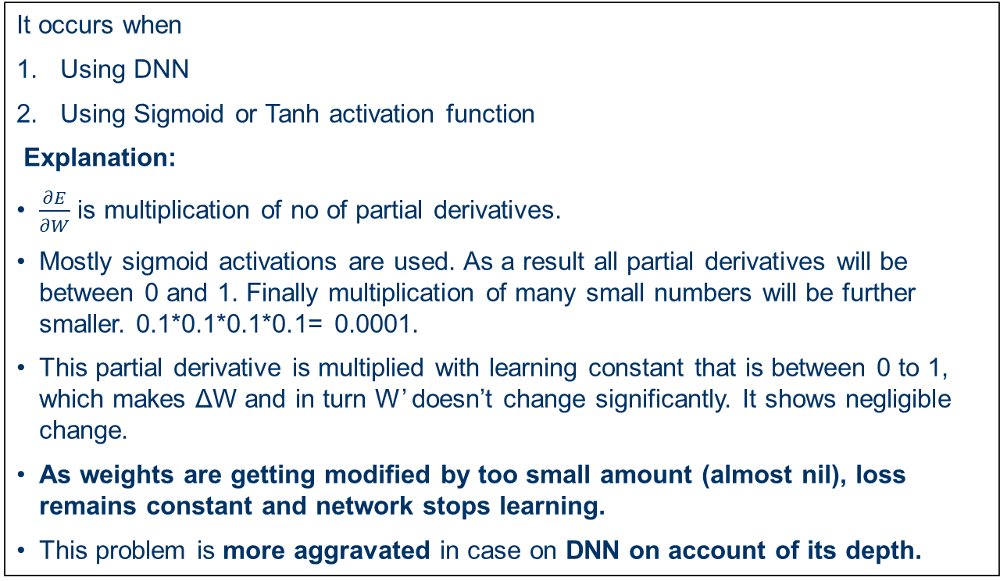 It occurs when
1. Using DNN
2. Using Sigmoid or Tanh activation function
Explanation:
• ∂E/∂W is multiplication of no of partial derivatives.
• Mostly sigmoid activations are used. As a result all partial derivatives will be
between 0 and 1. Finally multiplication of many small numbers will be further
smaller. 0.1*0.1*0.1*0.1= 0.0001.
• This partial derivative is multiplied with learning constant that is between 0 to 1,
which makes ΔW and in turn W’ doesn’t change significantly. It shows negligible
change.
• As weights are getting modified by too small amount (almost nil), loss
remains constant and network stops learning.
• This problem is more aggravated in case on DNN on account of its depth.